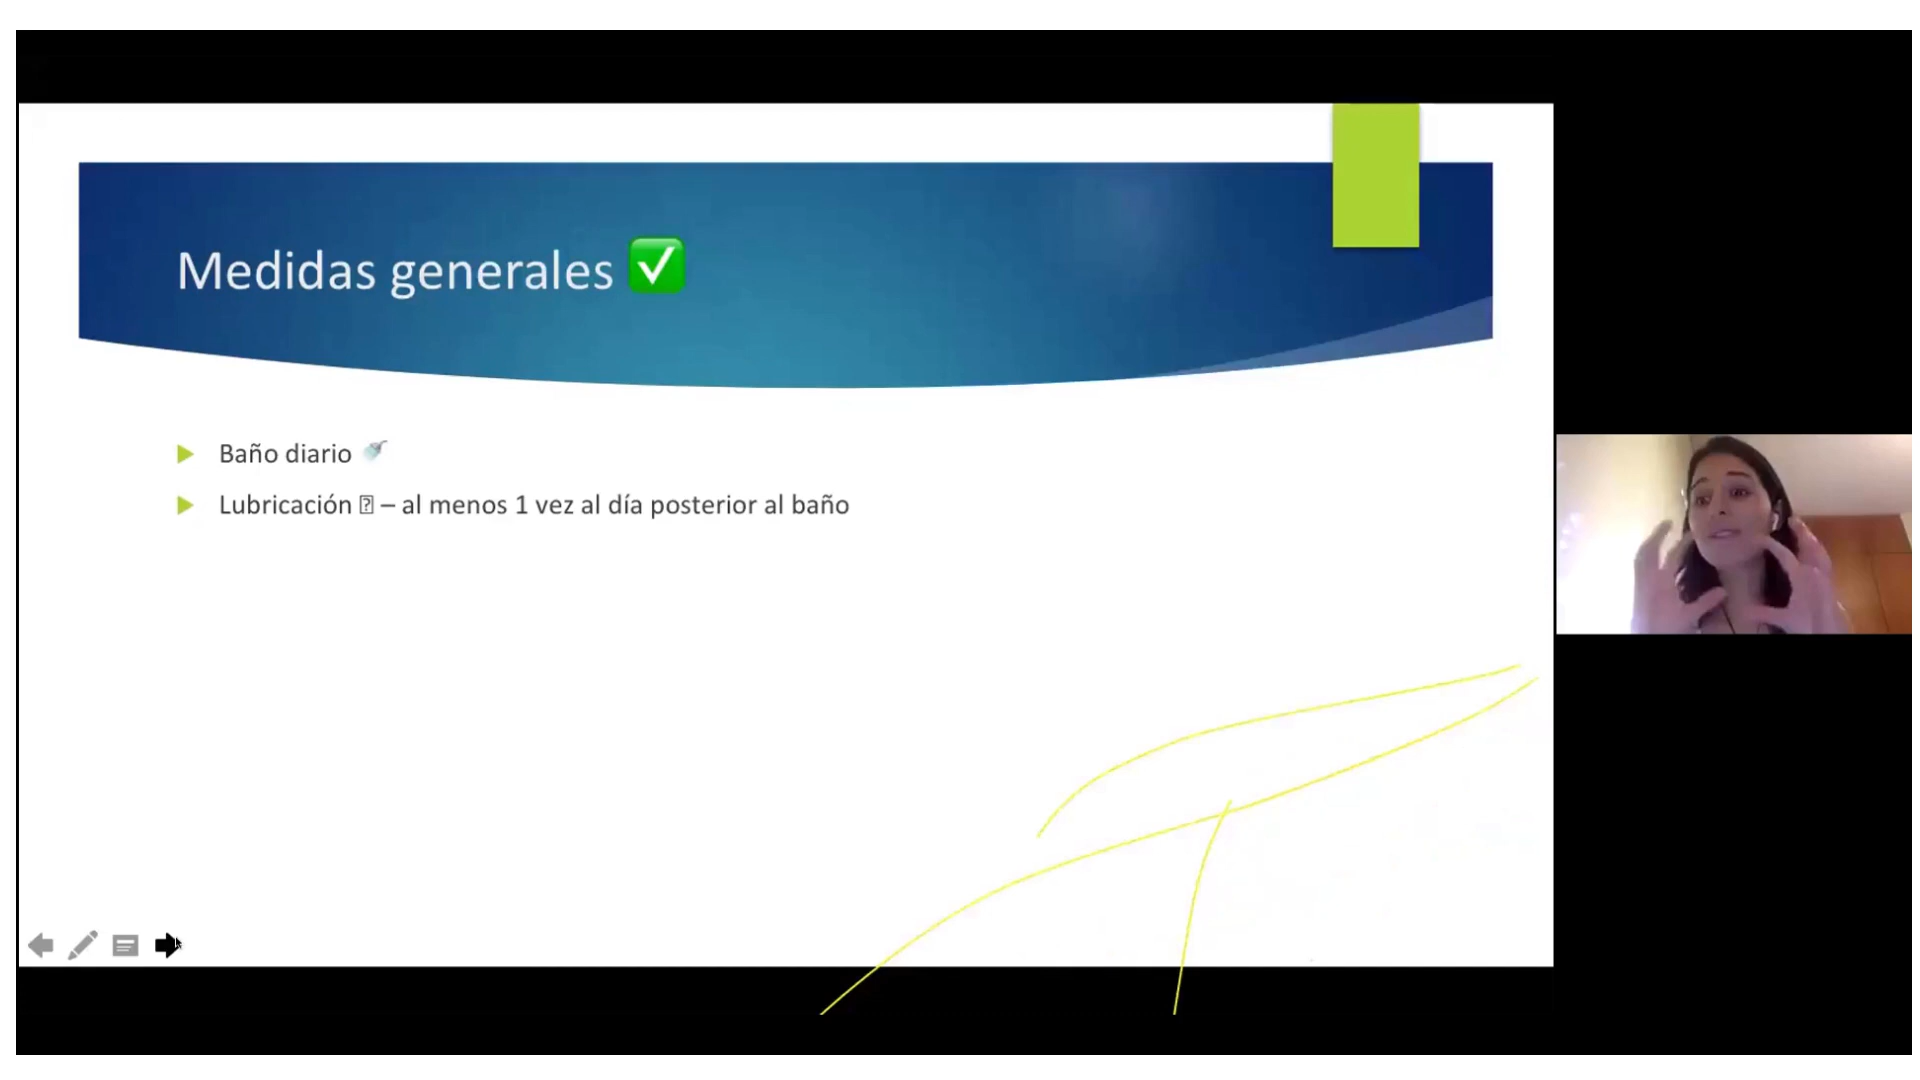 Medidas generales ✅
Baño diario 🚿
Lubricación ⍰ – al menos 1 vez al día posterior al baño